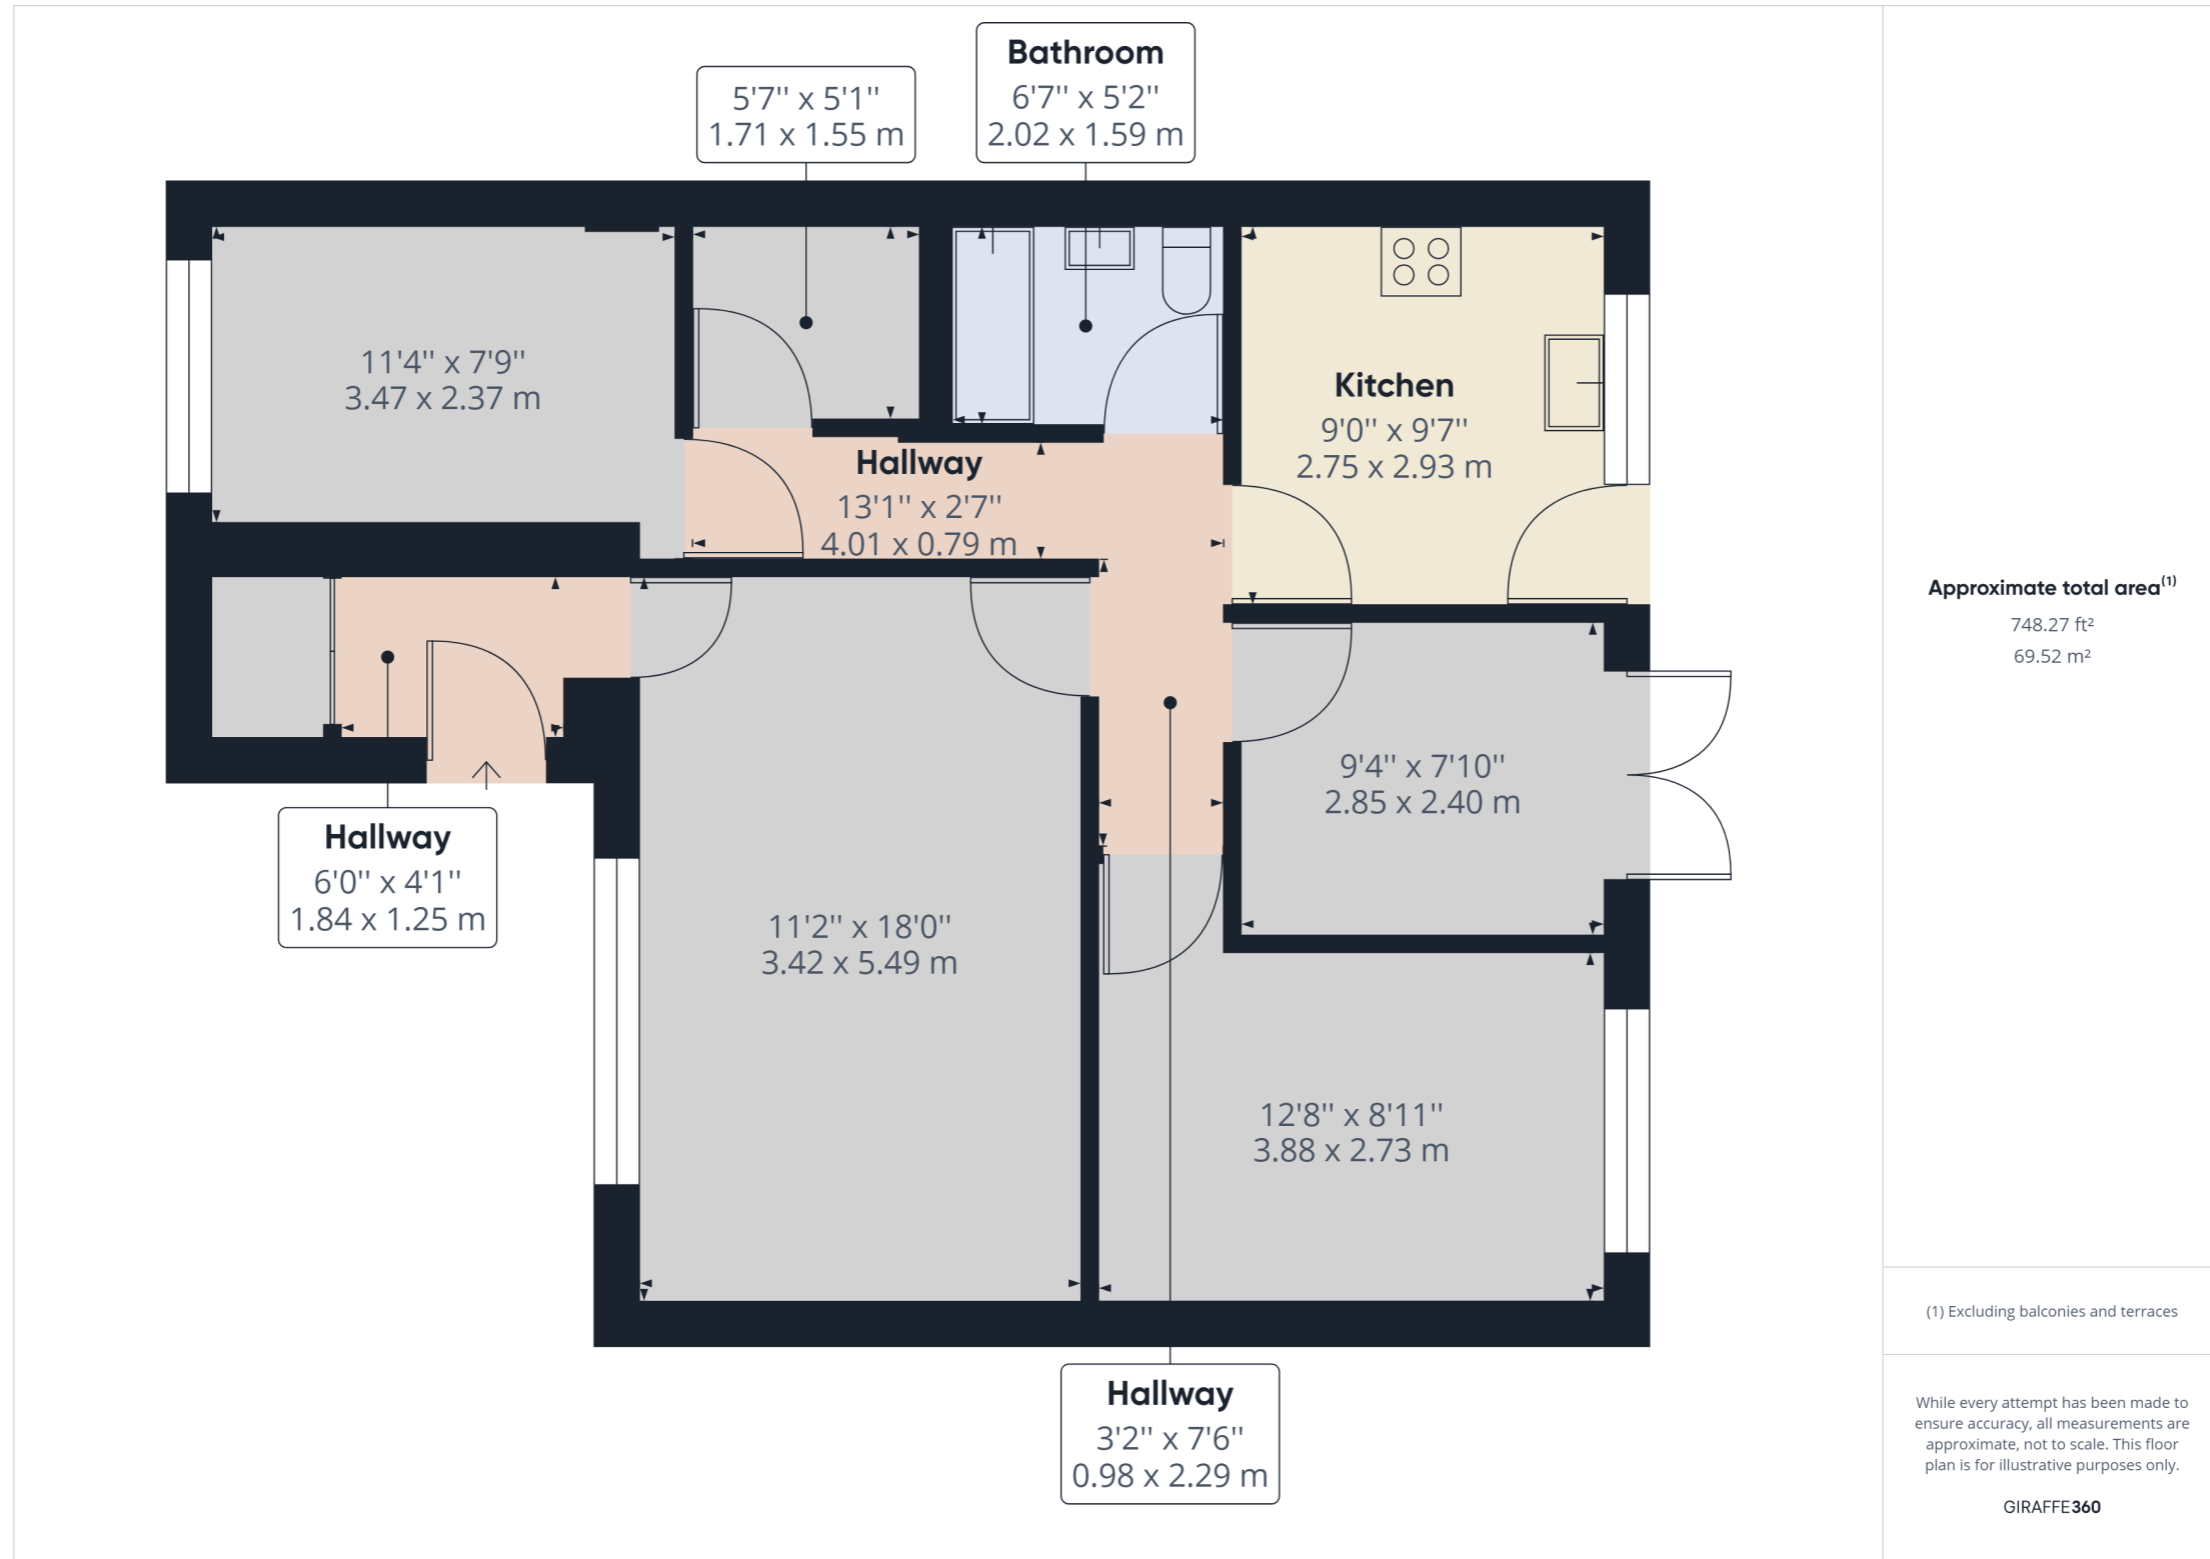 5'7'' x 5'1''
1.71 x 1.55 m
Bathroom
6'7'' x 5'2''
2.02 x 1.59 m
11'4'' x 7'9''
3.47 x 2.37 m
Kitchen
9'0'' x 9'7''
2.75 x 2.93 m
Hallway
13'1'' x 2'7''
4.01 x 0.79 m
9'4'' x 7'10''
2.85 x 2.40 m
Hallway
6'0'' x 4'1''
1.84 x 1.25 m
11'2'' x 18'0''
3.42 x 5.49 m
12'8'' x 8'11''
3.88 x 2.73 m
Hallway
3'2'' x 7'6''
0.98 x 2.29 m
Approximate total area(1)
748.27 ft²
69.52 m²
(1) Excluding balconies and terraces
While every attempt has been made to
ensure accuracy, all measurements are
approximate, not to scale. This floor
plan is for illustrative purposes only.
GIRAFFE360